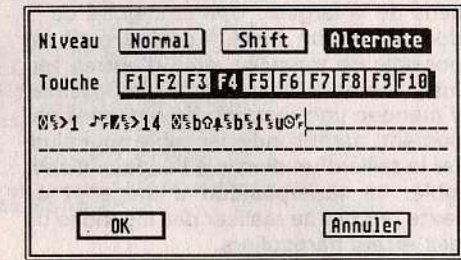 Niveau Normal Shift Alternate
Touche F1 F2 F3 F4 F5 F6 F7 F8 F9 F10
OK Annuler